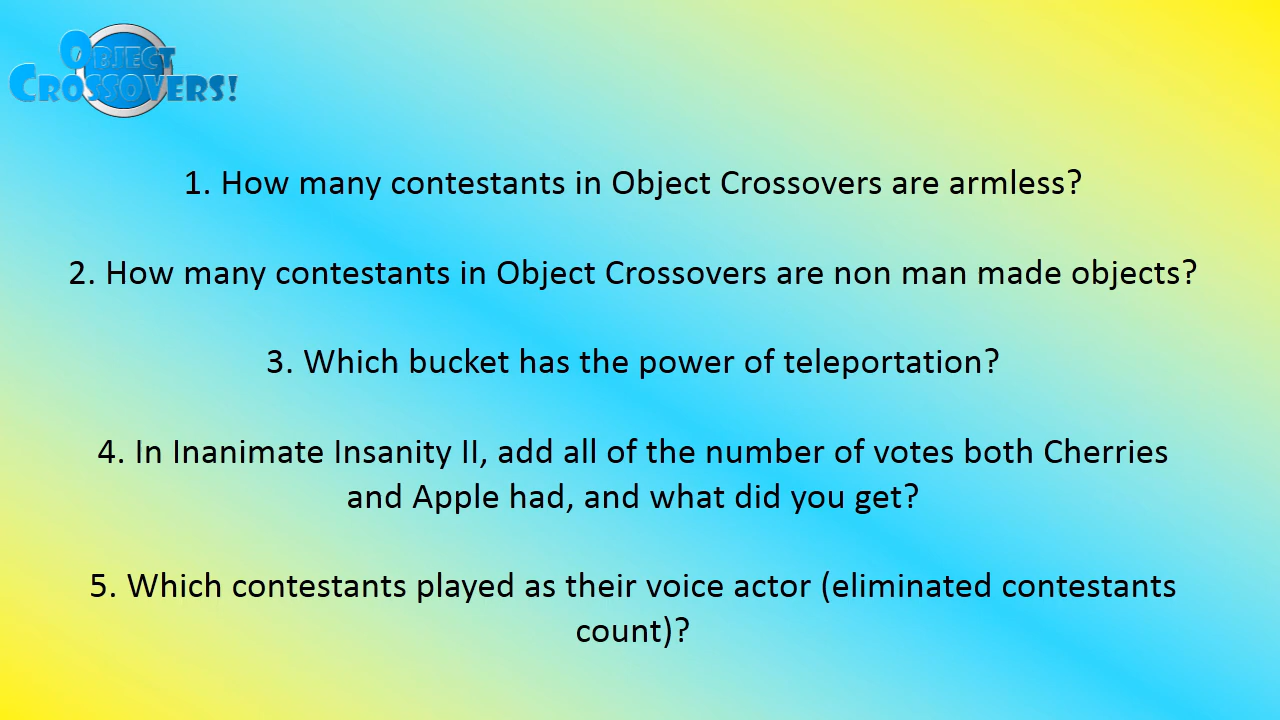 Object
Crossovers!
1. How many contestants in Object Crossovers are armless?
2. How many contestants in Object Crossovers are non man made objects?
3. Which bucket has the power of teleportation?
4. In Inanimate Insanity II, add all of the number of votes both Cherries
and Apple had, and what did you get?
5. Which contestants played as their voice actor (eliminated contestants
count)?